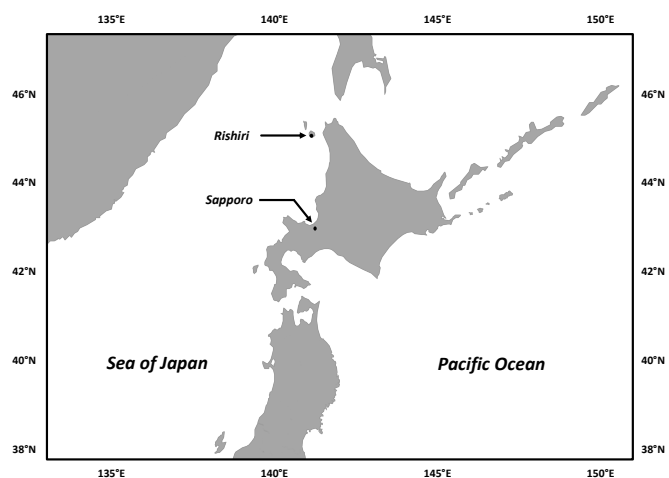 135°E 140°E 145°E 150°E
46°N 46°N
Rishiri
44°N 44°N
Sapporo
42°N 42°N
40°N 40°N
Sea of Japan Pacific Ocean
38°N 38°N
135°E 140°E 145°E 150°E